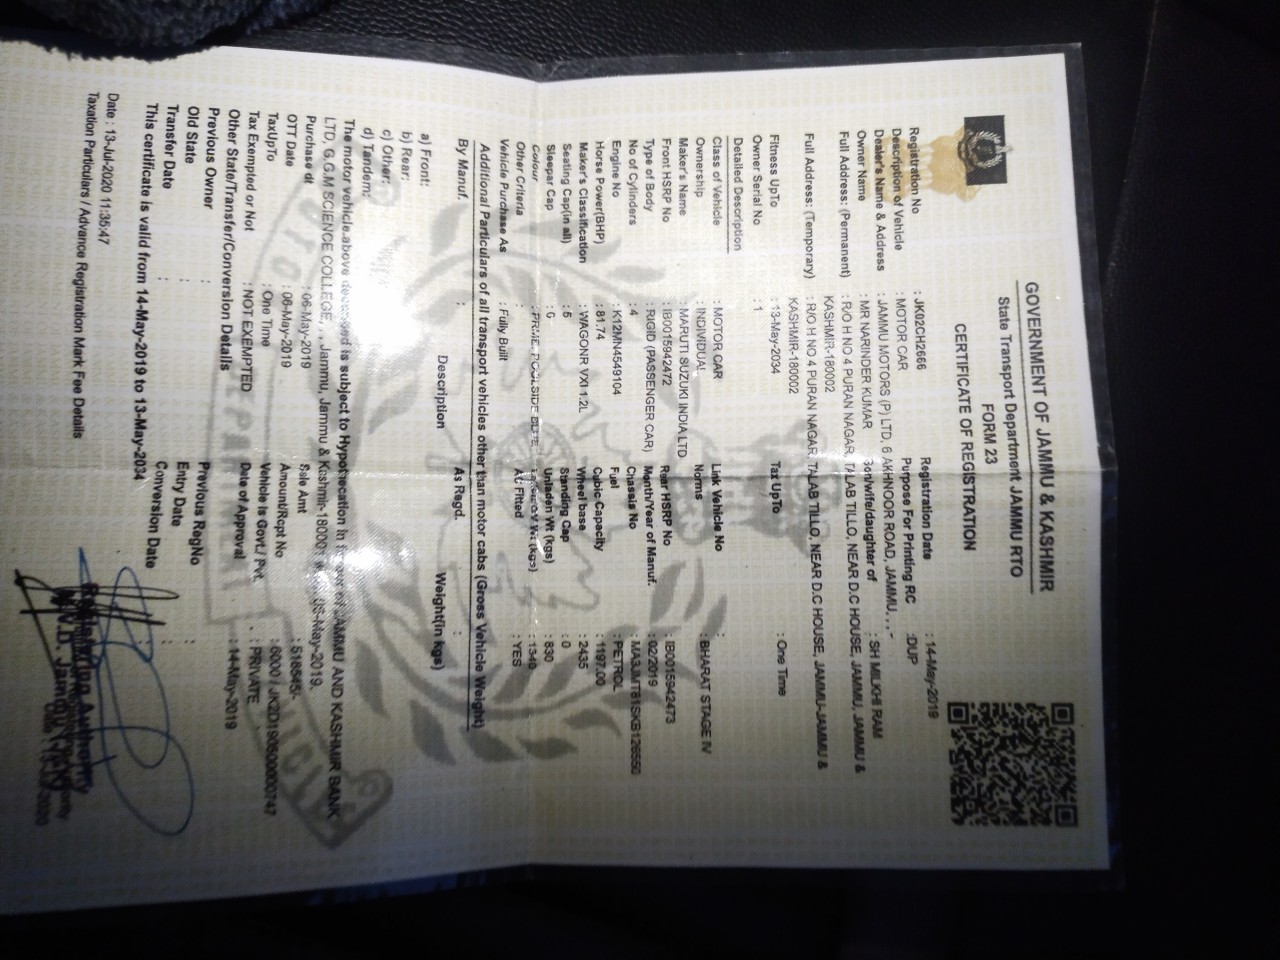 GOVERNMENT OF JAMMU & KASHMIR
State Transport Department JAMMU RTO
FORM 23
CERTIFICATE OF REGISTRATION
Registration No : JK02CH2666 Registration Date : 14-May-2019
Description of Vehicle : MOTOR CAR Purpose For Printing RC :DUP
Dealer's Name & Address : JAMMU MOTORS (P) LTD, 6 AKHNOOR ROAD, JAMMU, , , -
Owner Name : MR NARINDER KUMAR Son/wife/daughter of : SH MILKHI RAM
Full Address: (Permanent) : R/O H NO 4 PURAN NAGAR, TALAB TILLO, NEAR D.C HOUSE, JAMMU, JAMMU &
KASHMIR-180002
Full Address: (Temporary) : R/O H NO 4 PURAN NAGAR, TALAB TILLO, NEAR D.C HOUSE, JAMMU-JAMMU &
KASHMIR-180002
Fitness UpTo : 13-May-2034 Tax UpTo : One Time
Owner Serial No : 1
Detailed Description
Class of Vehicle : MOTOR CAR Link Vehicle No :
Ownership : INDIVIDUAL Norms : BHARAT STAGE IV
Maker's Name : MARUTI SUZUKI INDIA LTD
Front HSRP No : IB0015942472 Rear HSRP No : IB0015942473
Type of Body : RIGID (PASSENGER CAR) Month/Year of Manuf. : 02/2019
No of Cylinders : 4 Chassis No : MA3JMT81SKB126550
Engine No : K12MN4549104 Fuel : PETROL
Horse Power(BHP) : 81.74 Cubic Capacity : 1197.00
Maker's Classification : WAGONR VXI 1.2L Wheel base : 2435
Seating Cap(in all) : 5 Standing Cap : 0
Sleepar Cap : 0 Unladen Wt (kgs) : 830
Colour : PRIME POOLSIDE BLUE Wt (kgs) : 1340
Other Criteria : AC Fitted : YES
Vehicle Purchase As : Fully Built
Additional Particulars of all transport vehicles other than motor cabs (Gross Vehicle Weight)
By Manuf. : As Regd. :
Description Weight(in kgs)
a) Front:
b) Rear:
c) Other:
d) Tandem:
The motor vehicle above described is subject to Hypothecation in favour of JAMMU AND KASHMIR BANK
LTD, G.G.M SCIENCE COLLEGE, , , Jammu, Jammu & Kashmir-180001 06-May-2019.
Purchase dt : 06-May-2019 Sale Amt : 518545/-
OTT Date : 06-May-2019 Amount/Rcpt No : 6000 / JK2D19050000747
TaxUpTo : One Time Vehicle is Govt./ Pvt. : PRIVATE
Tax Exempted or Not : NOT EXEMPTED Date of Approval : 14-May-2019
Other State/Transfer/Conversion Details
Previous Owner : Previous RegNo :
Old State : Entry Date :
Transfer Date : Conversion Date :
This certificate is valid from 14-May-2019 to 13-May-2034
Date : 13-Jul-2020 11:35:47
Registration Authority
Taxation Particulars / Advance Registration Mark Fee Details